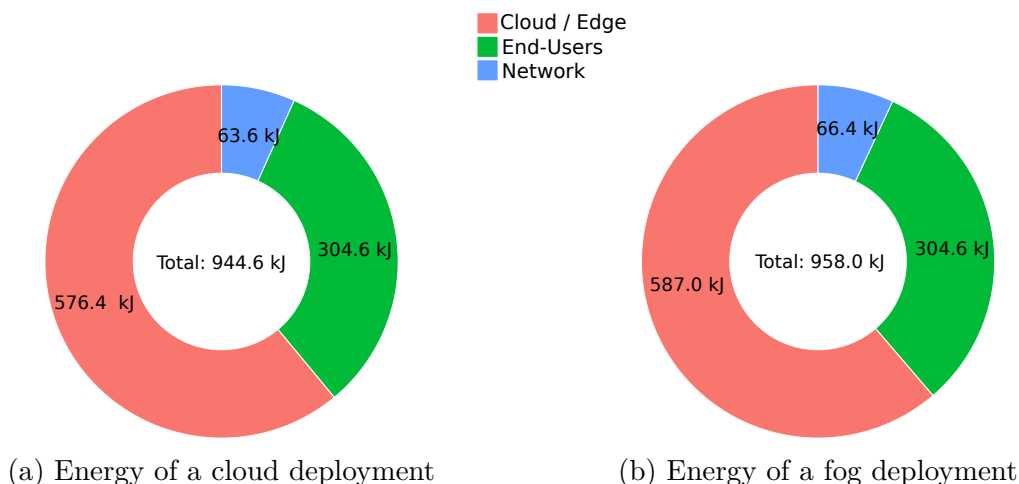 Cloud / Edge
End-Users
Network
63.6 kJ
304.6 kJ
Total: 944.6 kJ
576.4  kJ
(a) Energy of a cloud deployment
66.4 kJ
304.6 kJ
Total: 958.0 kJ
587.0 kJ
(b) Energy of a fog deployment